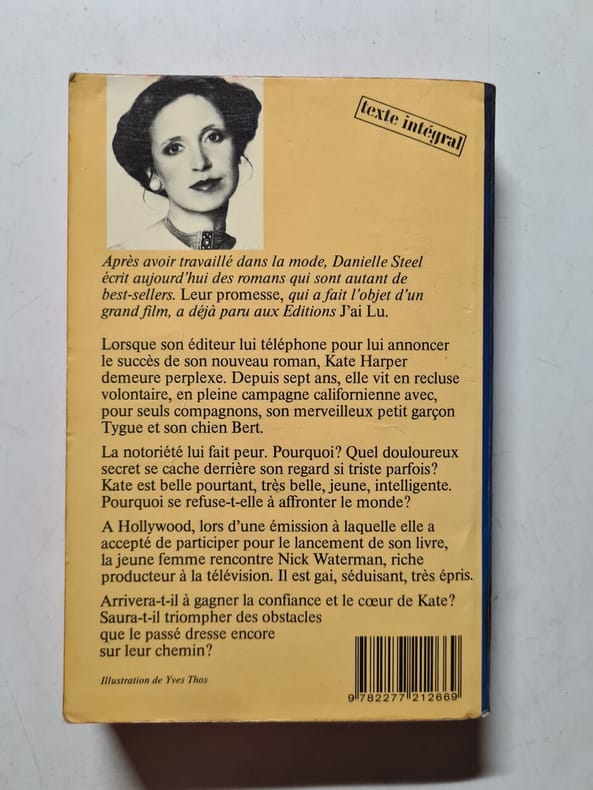 texte intégral
Après avoir travaillé dans la mode, Danielle Steel
écrit aujourd'hui des romans qui sont autant de
best-sellers. Leur promesse, qui a fait l'objet d'un
grand film, a déjà paru aux Editions J'ai Lu.
Lorsque son éditeur lui téléphone pour lui annoncer
le succès de son nouveau roman, Kate Harper
demeure perplexe. Depuis sept ans, elle vit en recluse
volontaire, en pleine campagne californienne avec,
pour seuls compagnons, son merveilleux petit garçon
Tygue et son chien Bert.
La notoriété lui fait peur. Pourquoi? Quel douloureux
secret se cache derrière son regard si triste parfois?
Kate est belle pourtant, très belle, jeune, intelligente.
Pourquoi se refuse-t-elle à affronter le monde?
A Hollywood, lors d'une émission à laquelle elle a
accepté de participer pour le lancement de son livre,
la jeune femme rencontre Nick Waterman, riche
producteur à la télévision. Il est gai, séduisant, très épris.
Arrivera-t-il à gagner la confiance et le cœur de Kate?
Saura-t-il triompher des obstacles
que le passé dresse encore
sur leur chemin?
Illustration de Yves Thos
9 782277 212669